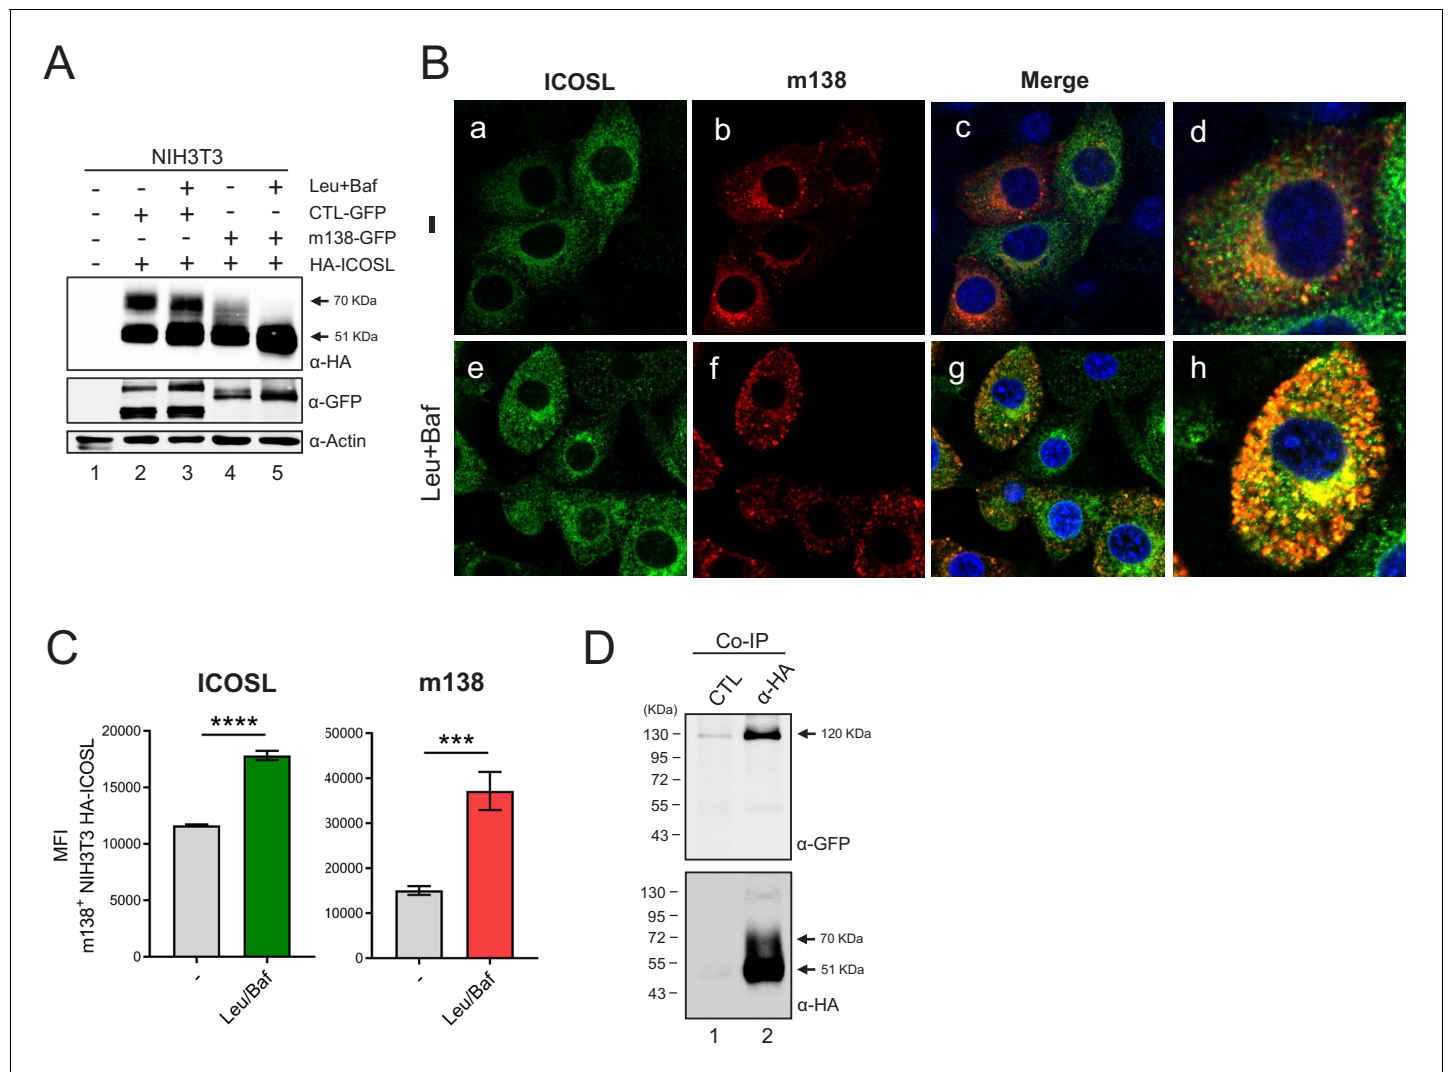 A
NIH3T3
- - + - + Leu+Baf
- + + - - CTL-GFP
- - - + + m138-GFP
- + + + + HA-ICOSL
70 KDa
51 KDa
α-HA
α-GFP
α-Actin
1 2 3 4 5
B
ICOSL m138 Merge
-
a b c d
Leu+Baf
e f g h
C
ICOSL
****
MFI
m138+ NIH3T3 HA-ICOSL
20000
15000
10000
5000
0
- Leu/Baf
m138
***
50000
40000
30000
20000
10000
0
- Leu/Baf
D
Co-IP
CTL α-HA
(KDa)
130
95
72
55
43
120 KDa
α-GFP
130
95
72
55
43
70 KDa
51 KDa
α-HA
1 2